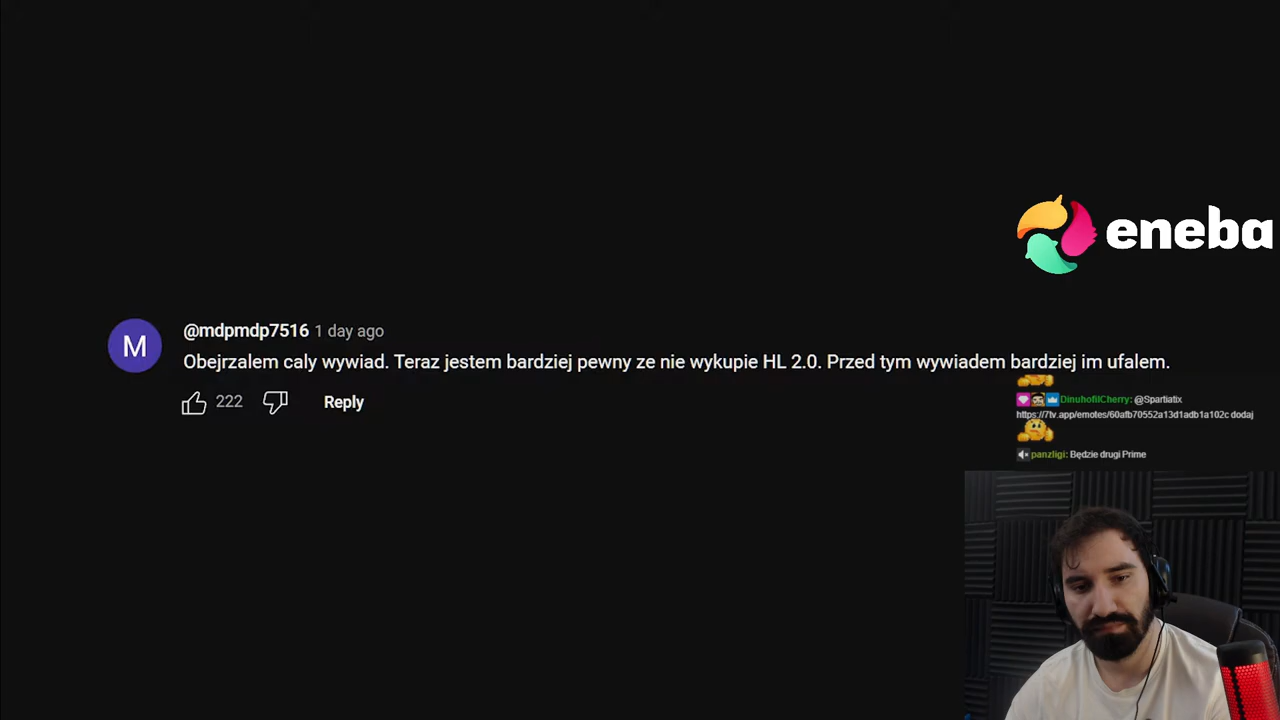 eneba
M
@mdpmdp7516 1 day ago
Obejrzalem caly wywiad. Teraz jestem bardziej pewny ze nie wykupie HL 2.0. Przed tym wywiadem bardziej im ufalem.
222
Reply
DinuhofilCherry: @Spartiatix
https://7tv.app/emotes/60afb70552a13d1adb1a102c dodaj
panzligi: Będzie drugi Prime